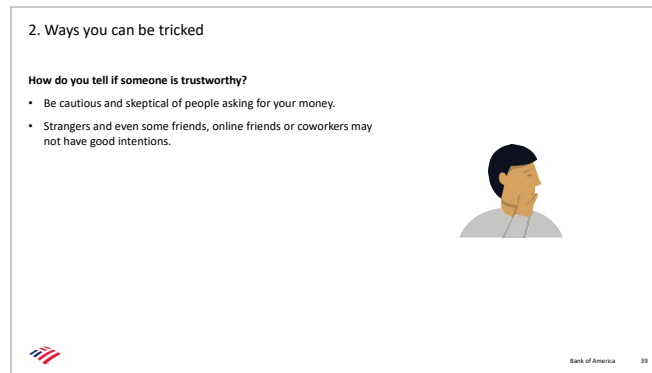 2. Ways you can be tricked
How do you tell if someone is trustworthy?
• Be cautious and skeptical of people asking for your money.
• Strangers and even some friends, online friends or coworkers may
not have good intentions.
Bank of America 39